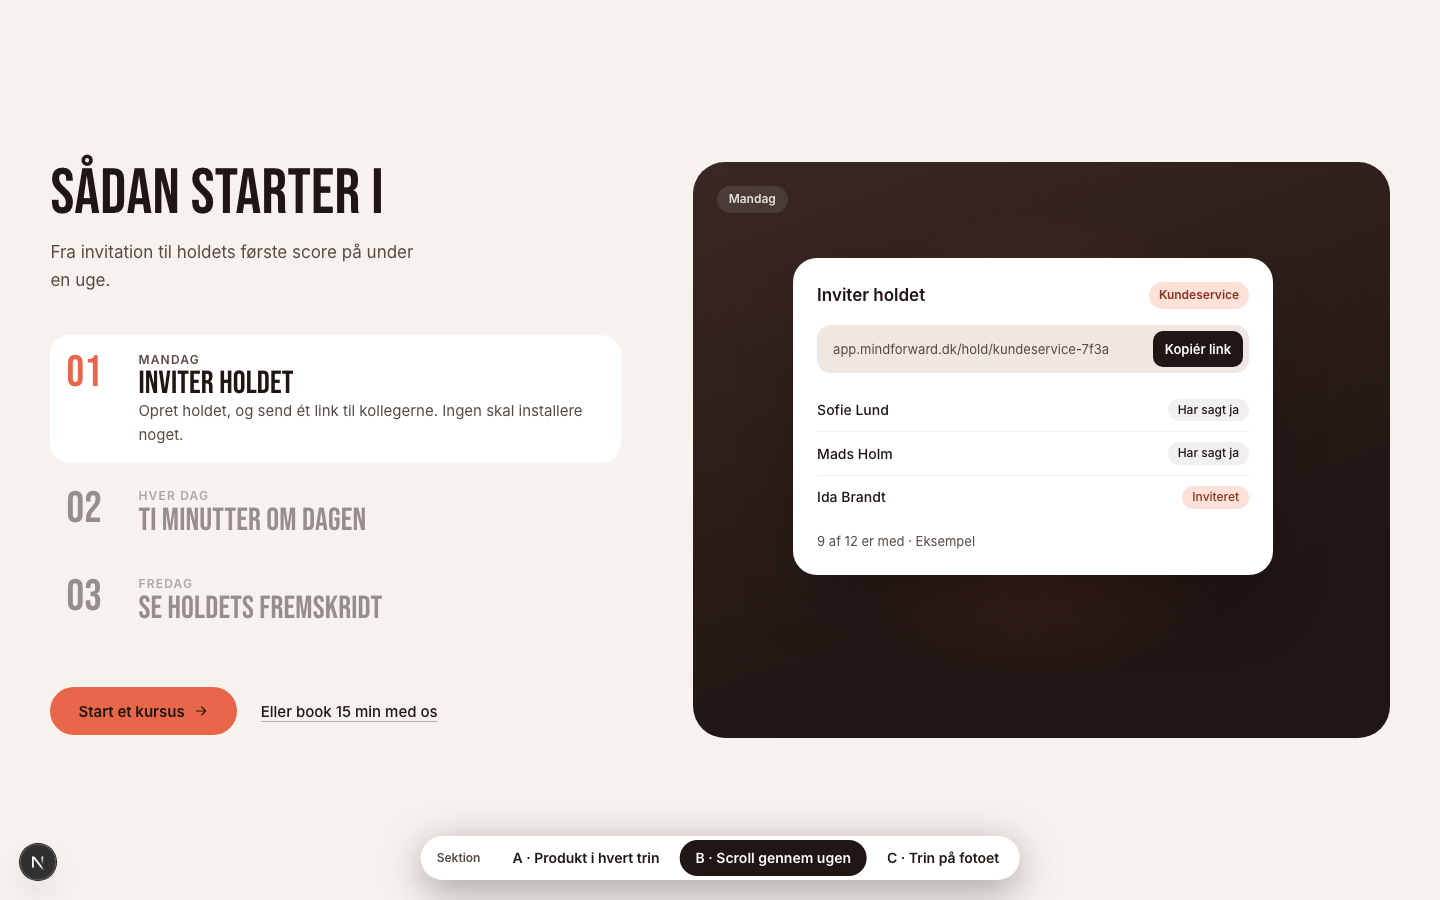 SÅDAN STARTER I
Fra invitation til holdets første score på under
en uge.
01
MANDAG
INVITER HOLDET
Opret holdet, og send ét link til kollegerne. Ingen skal installere
noget.
02
HVER DAG
TI MINUTTER OM DAGEN
03
FREDAG
SE HOLDETS FREMSKRIDT
Start et kursus →
Eller book 15 min med os
Mandag
Inviter holdet
Kundeservice
app.mindforward.dk/hold/kundeservice-7f3a
Kopiér link
Sofie Lund
Har sagt ja
Mads Holm
Har sagt ja
Ida Brandt
Inviteret
9 af 12 er med · Eksempel
N
Sektion
A · Produkt i hvert trin
B · Scroll gennem ugen
C · Trin på fotoet